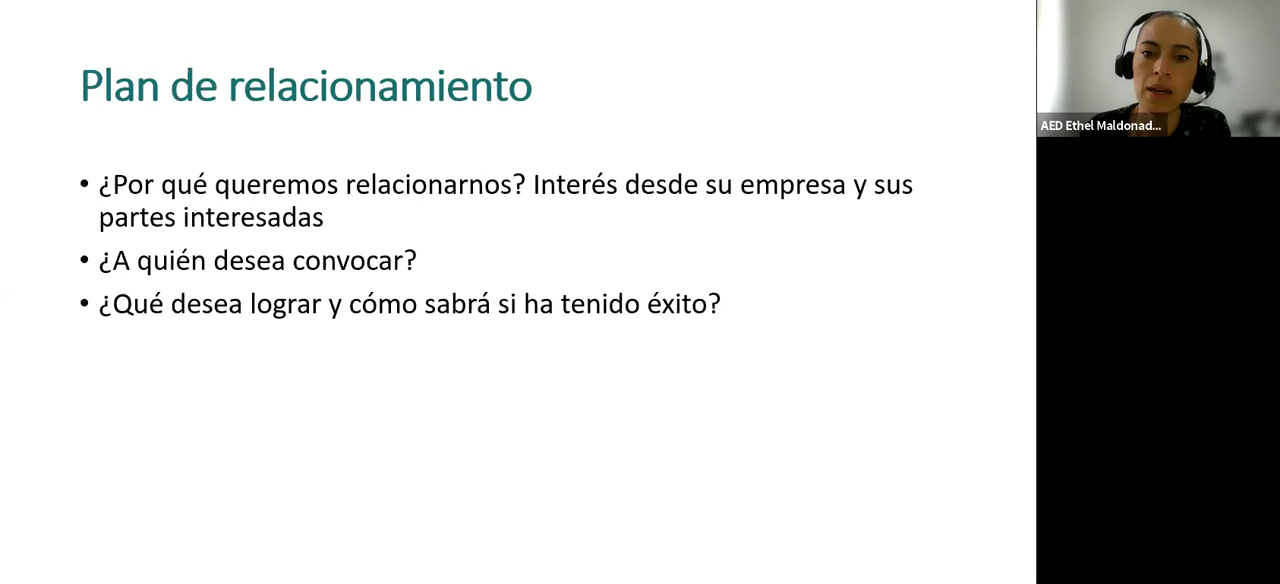 Plan de relacionamiento
• ¿Por qué queremos relacionarnos? Interés desde su empresa y sus
partes interesadas
• ¿A quién desea convocar?
• ¿Qué desea lograr y cómo sabrá si ha tenido éxito?
AED Ethel Maldonad...